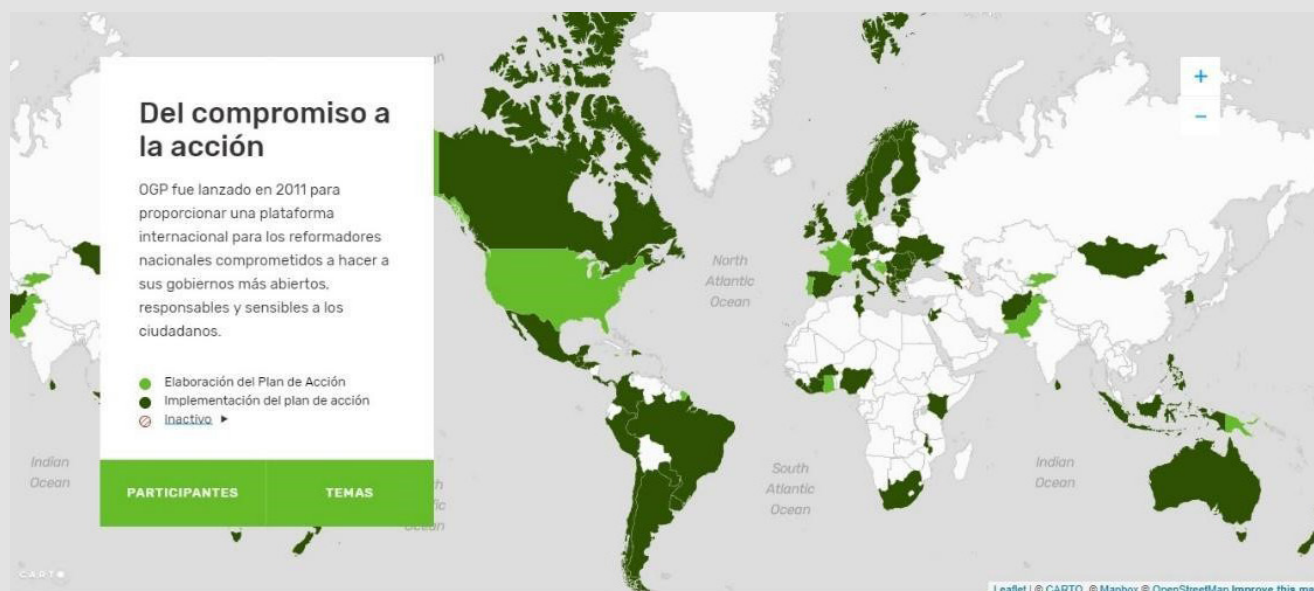 Del compromiso a
la acción
OGP fue lanzado en 2011 para
proporcionar una plataforma
internacional para los reformadores
nacionales comprometidos a hacer a
sus gobiernos más abiertos,
responsables y sensibles a los
ciudadanos.
Elaboración del Plan de Acción
Implementación del plan de acción
Inactivo ▸
PARTICIPANTES
TEMAS
+
−
North
Atlantic
Ocean
South
Atlantic
Ocean
Indian
Ocean
Indian
Ocean
Ocean
CARTO
Leaflet | © CARTO, © Mapbox © OpenStreetMap Improve this ma